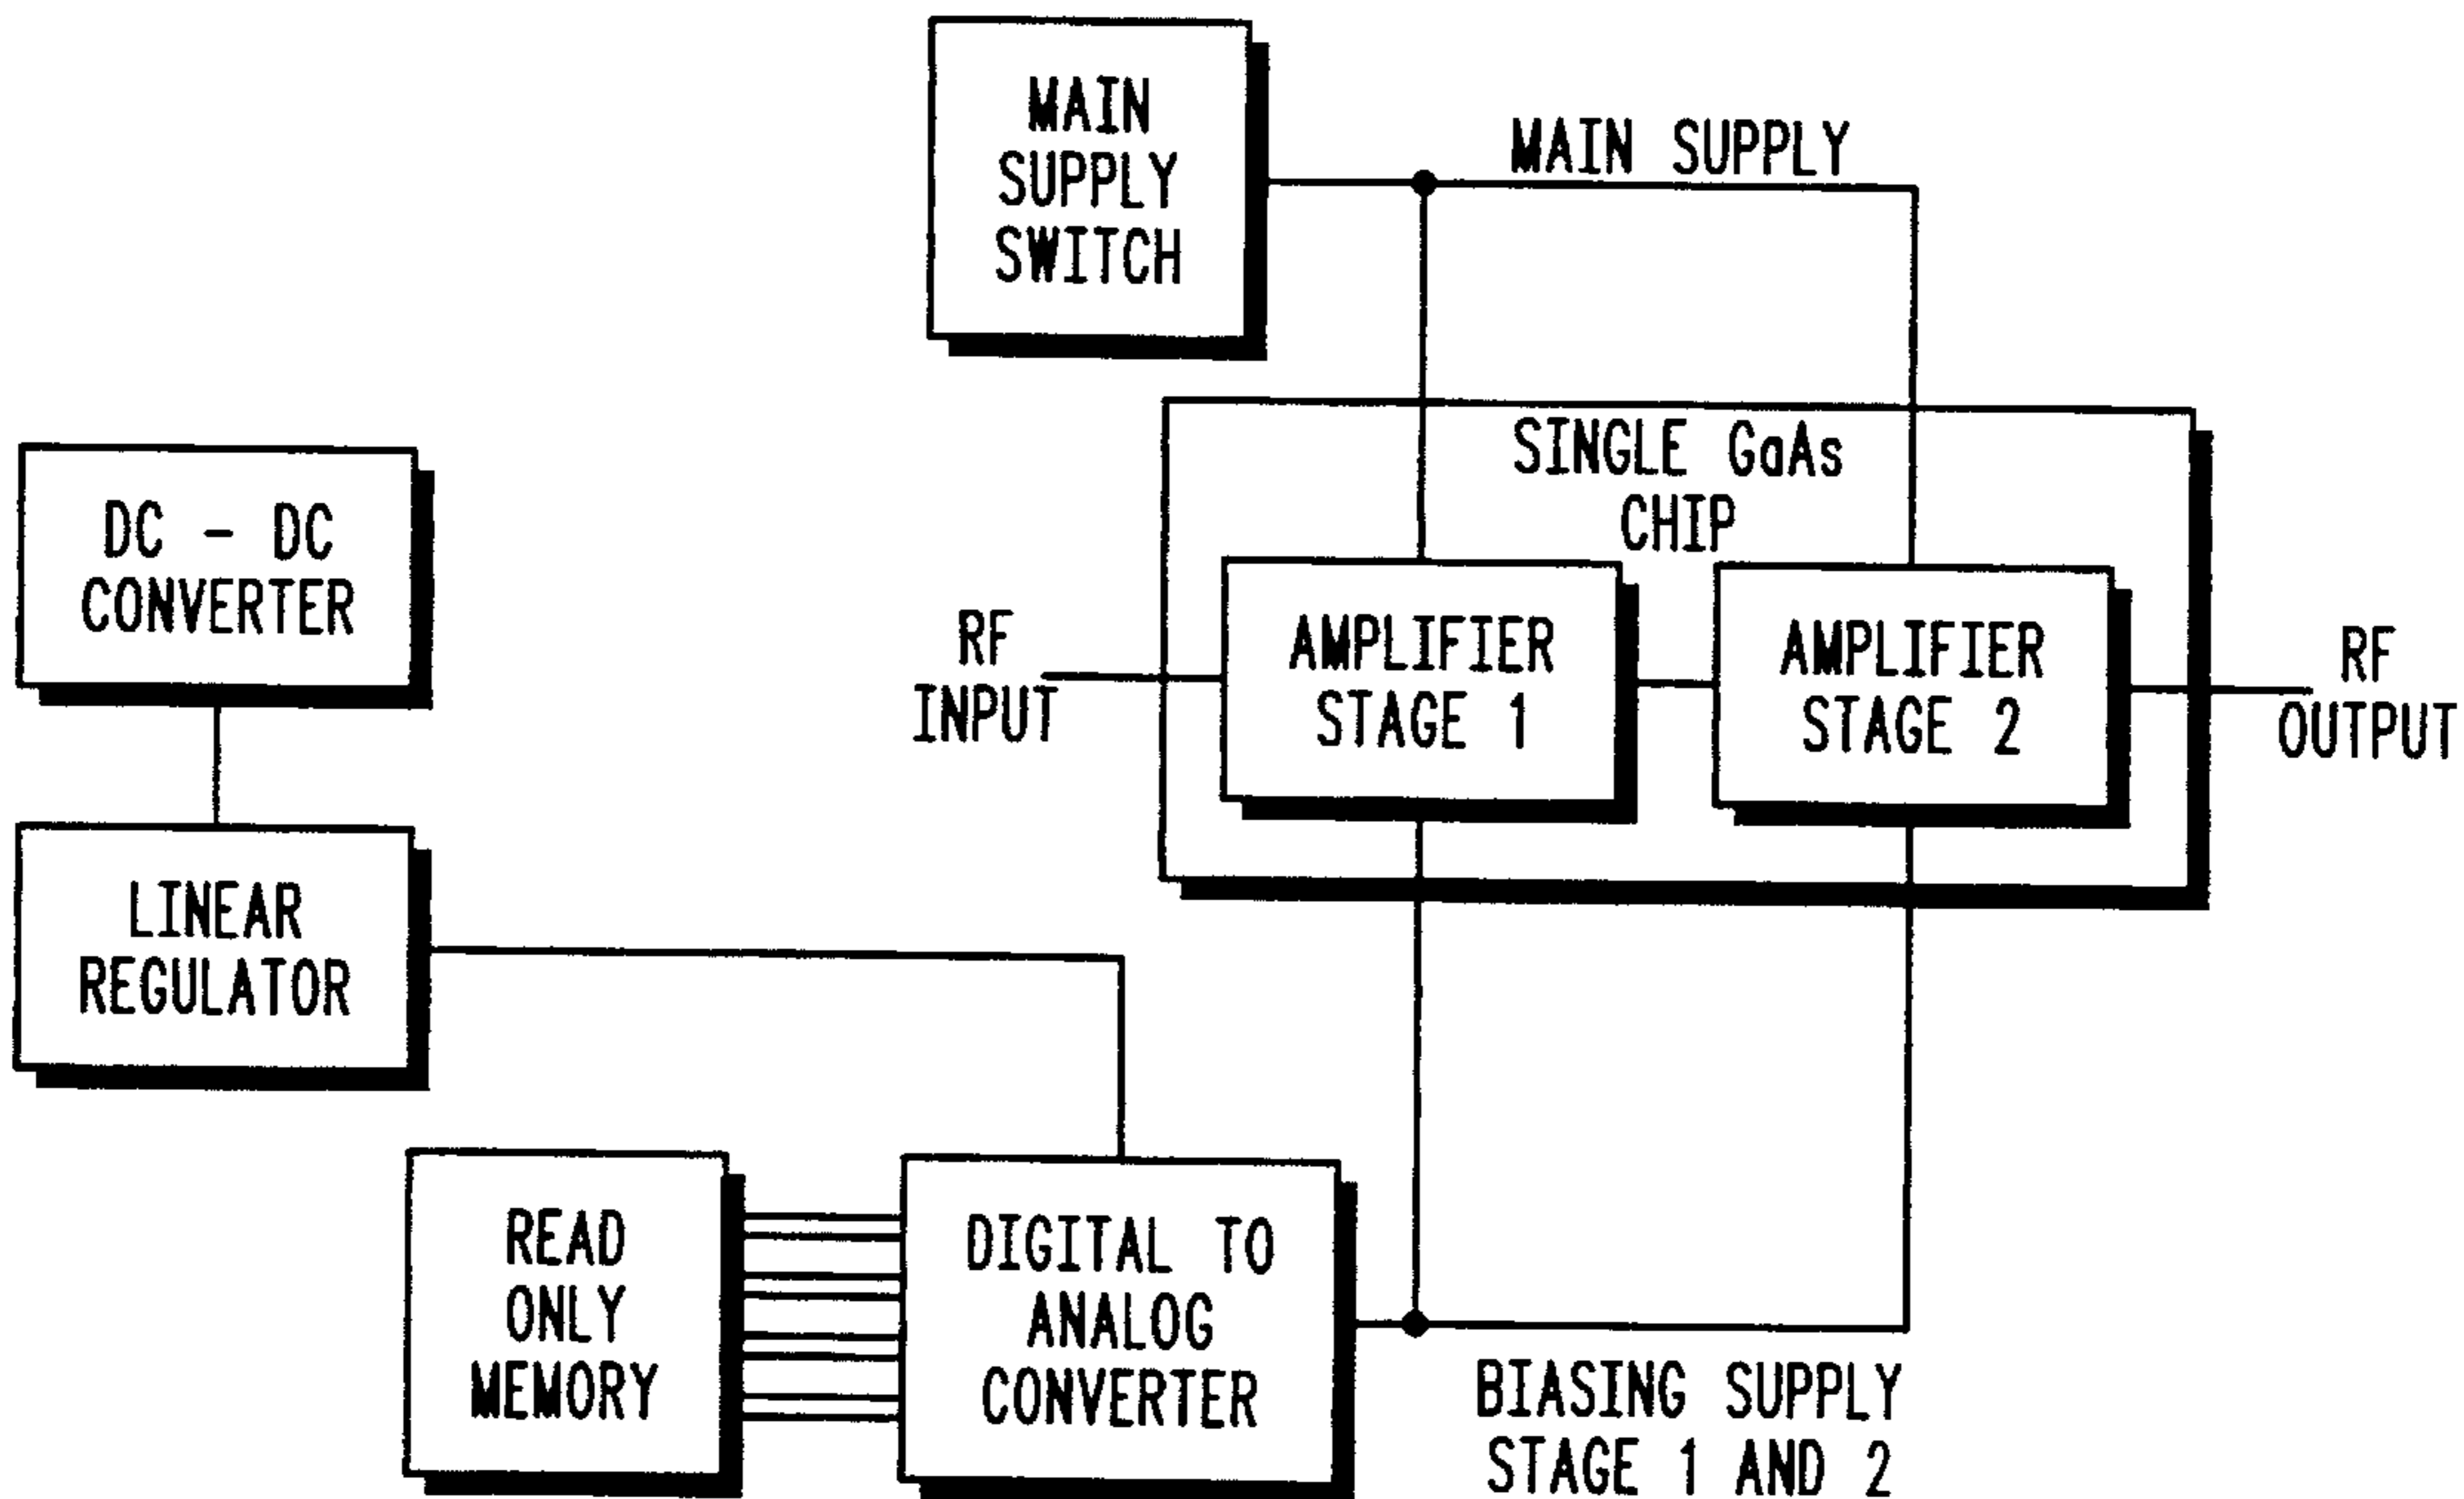 MAIN
SUPPLY
SWITCH
MAIN SUPPLY
SINGLE GaAs
CHIP
DC - DC
CONVERTER
RF
INPUT
AMPLIFIER
STAGE 1
AMPLIFIER
STAGE 2
RF
OUTPUT
LINEAR
REGULATOR
READ
ONLY
MEMORY
DIGITAL TO
ANALOG
CONVERTER
BIASING SUPPLY
STAGE 1 AND 2